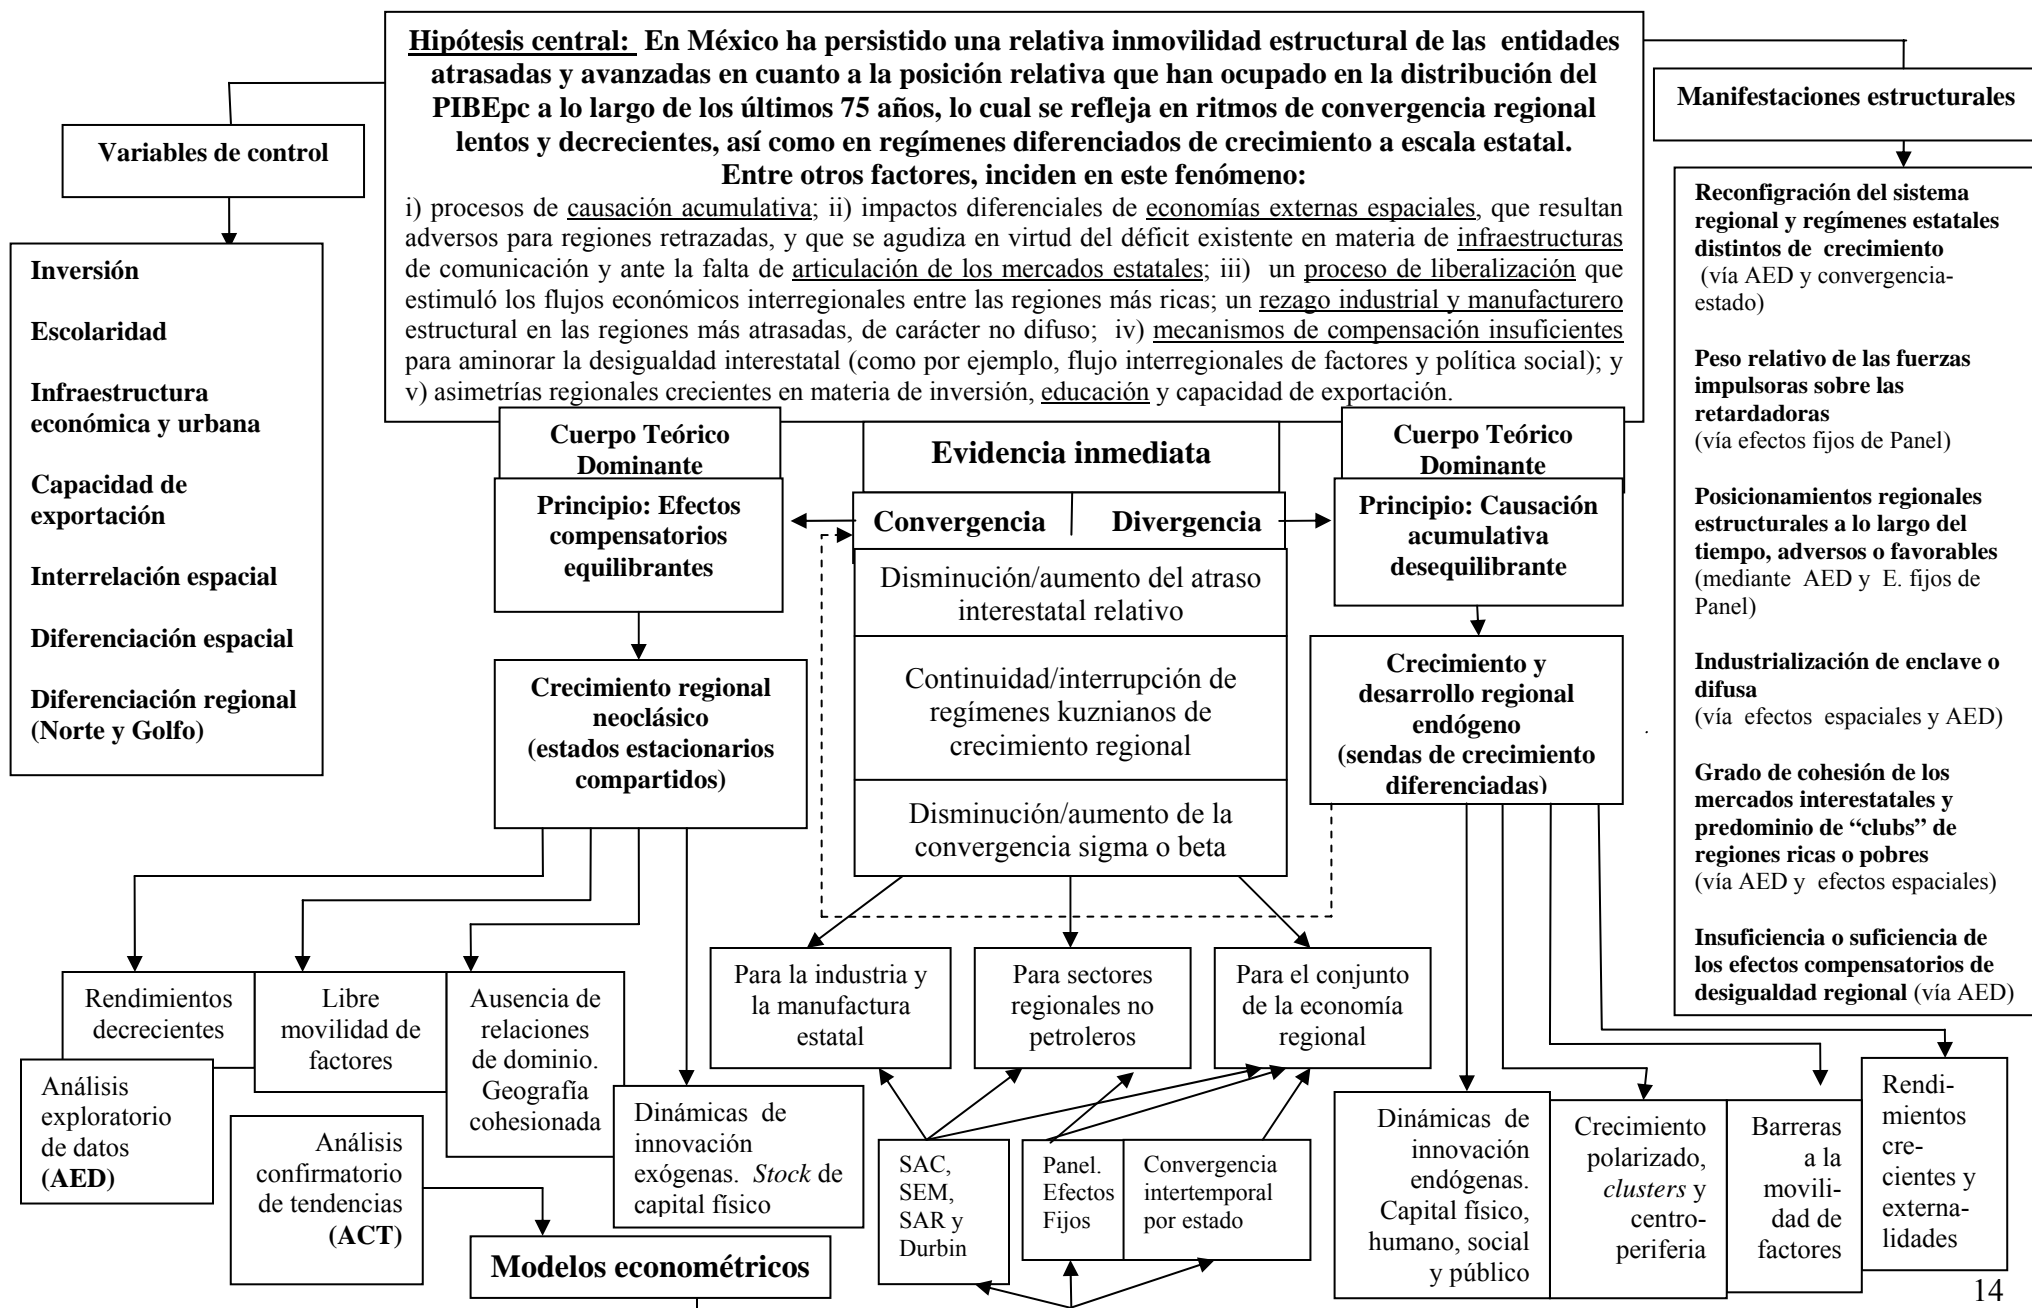 Hipótesis central: En México ha persistido una relativa inmovilidad estructural de las entidades
atrasadas y avanzadas en cuanto a la posición relativa que han ocupado en la distribución del
PIBEpc a lo largo de los últimos 75 años, lo cual se refleja en ritmos de convergencia regional
lentos y decrecientes, así como en regímenes diferenciados de crecimiento a escala estatal.
Entre otros factores, inciden en este fenómeno:
i) procesos de causación acumulativa; ii) impactos diferenciales de economías externas espaciales, que resultan
adversos para regiones retrazadas, y que se agudiza en virtud del déficit existente en materia de infraestructuras
de comunicación y ante la falta de articulación de los mercados estatales; iii) un proceso de liberalización que
estimuló los flujos económicos interregionales entre las regiones más ricas; un rezago industrial y manufacturero
estructural en las regiones más atrasadas, de carácter no difuso; iv) mecanismos de compensación insuficientes
para aminorar la desigualdad interestatal (como por ejemplo, flujo interregionales de factores y política social); y
v) asimetrías regionales crecientes en materia de inversión, educación y capacidad de exportación.
Variables de control
Inversión
Escolaridad
Infraestructura
económica y urbana
Capacidad de
exportación
Interrelación espacial
Diferenciación espacial
Diferenciación regional
(Norte y Golfo)
Manifestaciones estructurales
Reconfigración del sistema
regional y regímenes estatales
distintos de crecimiento
(vía AED y convergencia-
estado)
Peso relativo de las fuerzas
impulsoras sobre las
retardadoras
(vía efectos fijos de Panel)
Posicionamientos regionales
estructurales a lo largo del
tiempo, adversos o favorables
(mediante AED y E. fijos de
Panel)
Industrialización de enclave o
difusa
(vía efectos espaciales y AED)
Grado de cohesión de los
mercados interestatales y
predominio de “clubs” de
regiones ricas o pobres
(vía AED y efectos espaciales)
Insuficiencia o suficiencia de
los efectos compensatorios de
desigualdad regional (vía AED)
Cuerpo Teórico
Dominante
Principio: Efectos
compensatorios
equilibrantes
Crecimiento regional
neoclásico
(estados estacionarios
compartidos)
Evidencia inmediata
Convergencia
Divergencia
Disminución/aumento del atraso
interestatal relativo
Continuidad/interrupción de
regímenes kuznianos de
crecimiento regional
Disminución/aumento de la
convergencia sigma o beta
Cuerpo Teórico
Dominante
Principio: Causación
acumulativa
desequilibrante
Crecimiento y
desarrollo regional
endógeno
(sendas de crecimiento
diferenciadas)
.
Rendimientos
decrecientes
Libre
movilidad de
factores
Ausencia de
relaciones
de dominio.
Geografía
cohesionada
Dinámicas de
innovación
exógenas. Stock de
capital físico
Análisis
exploratorio
de datos
(AED)
Análisis
confirmatorio
de tendencias
(ACT)
Modelos econométricos
Para la industria y
la manufactura
estatal
Para sectores
regionales no
petroleros
Para el conjunto
de la economía
regional
SAC,
SEM,
SAR y
Durbin
Panel.
Efectos
Fijos
Convergencia
intertemporal
por estado
Dinámicas de
innovación
endógenas.
Capital físico,
humano, social
y público
Crecimiento
polarizado,
clusters y
centro-
periferia
Barreras
a la
movili-
dad de
factores
Rendi-
mientos
cre-
cientes y
externa-
lidades
14